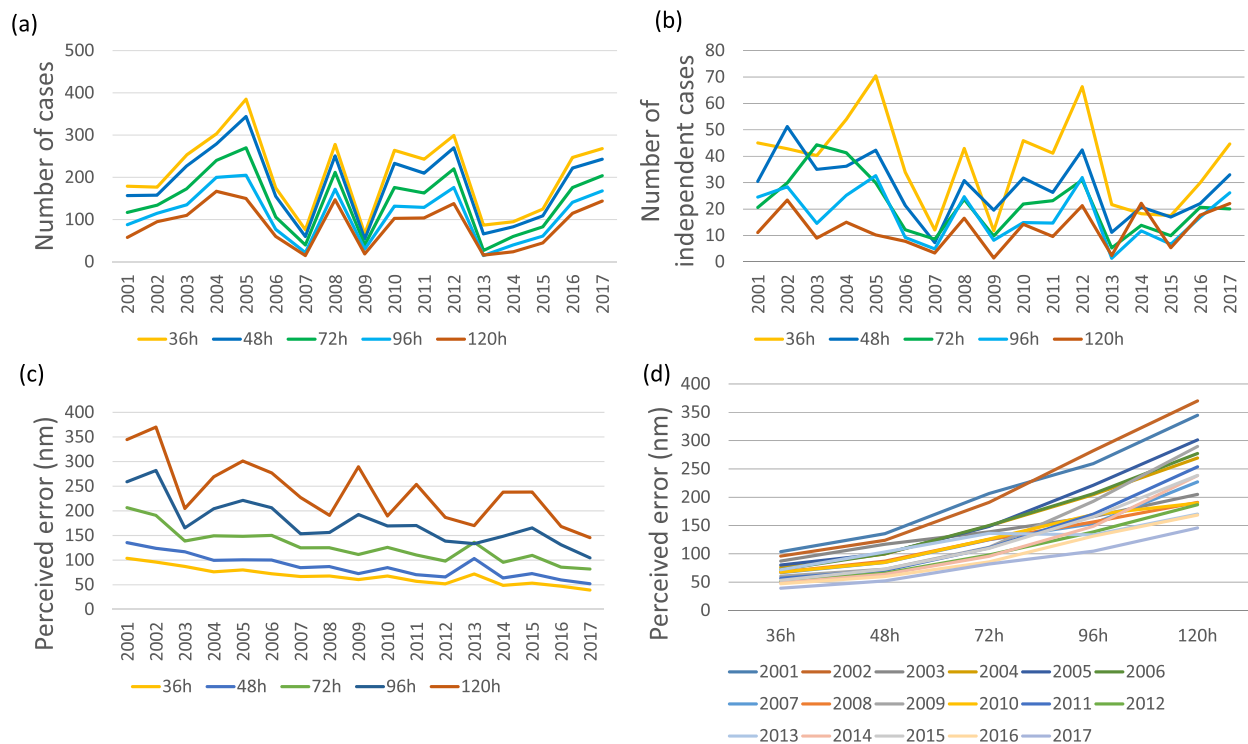 (a)
Number of cases
500
400
300
200
100
0
2001 2002 2003 2004 2005 2006 2007 2008 2009 2010 2011 2012 2013 2014 2015 2016 2017
36h 48h 72h 96h 120h
(b)
Number of
independent cases
80
70
60
50
40
30
20
10
0
2001 2002 2003 2004 2005 2006 2007 2008 2009 2010 2011 2012 2013 2014 2015 2016 2017
36h 48h 72h 96h 120h
(c)
Perceived error (nm)
400
350
300
250
200
150
100
50
0
2001 2002 2003 2004 2005 2006 2007 2008 2009 2010 2011 2012 2013 2014 2015 2016 2017
36h 48h 72h 96h 120h
(d)
Perceived error (nm)
400
350
300
250
200
150
100
50
0
36h 48h 72h 96h 120h
2001 2002 2003 2004 2005 2006
2007 2008 2009 2010 2011 2012
2013 2014 2015 2016 2017